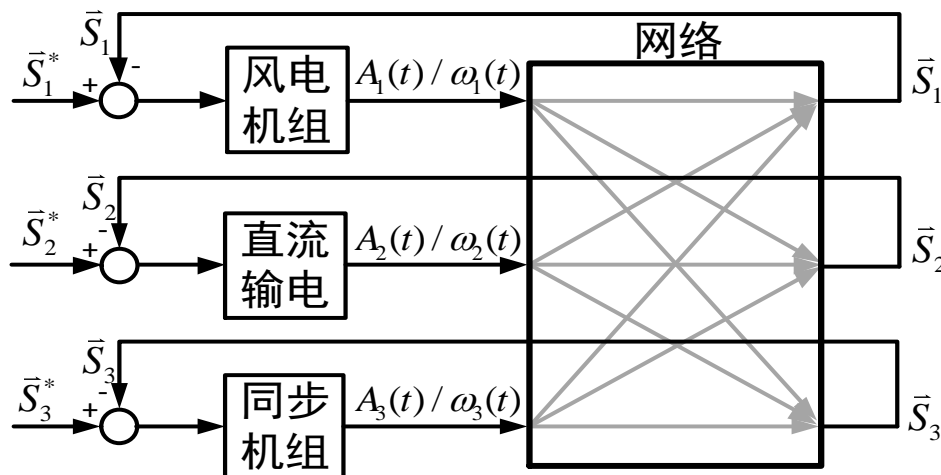 网络
S⃗₁
S⃗₁*
+
-
风电
机组
A₁(t)/ω₁(t)
S⃗₁
S⃗₂
S⃗₂*
+
-
直流
输电
A₂(t)/ω₂(t)
S⃗₂
S⃗₃
S⃗₃*
+
-
同步
机组
A₃(t)/ω₃(t)
S⃗₃